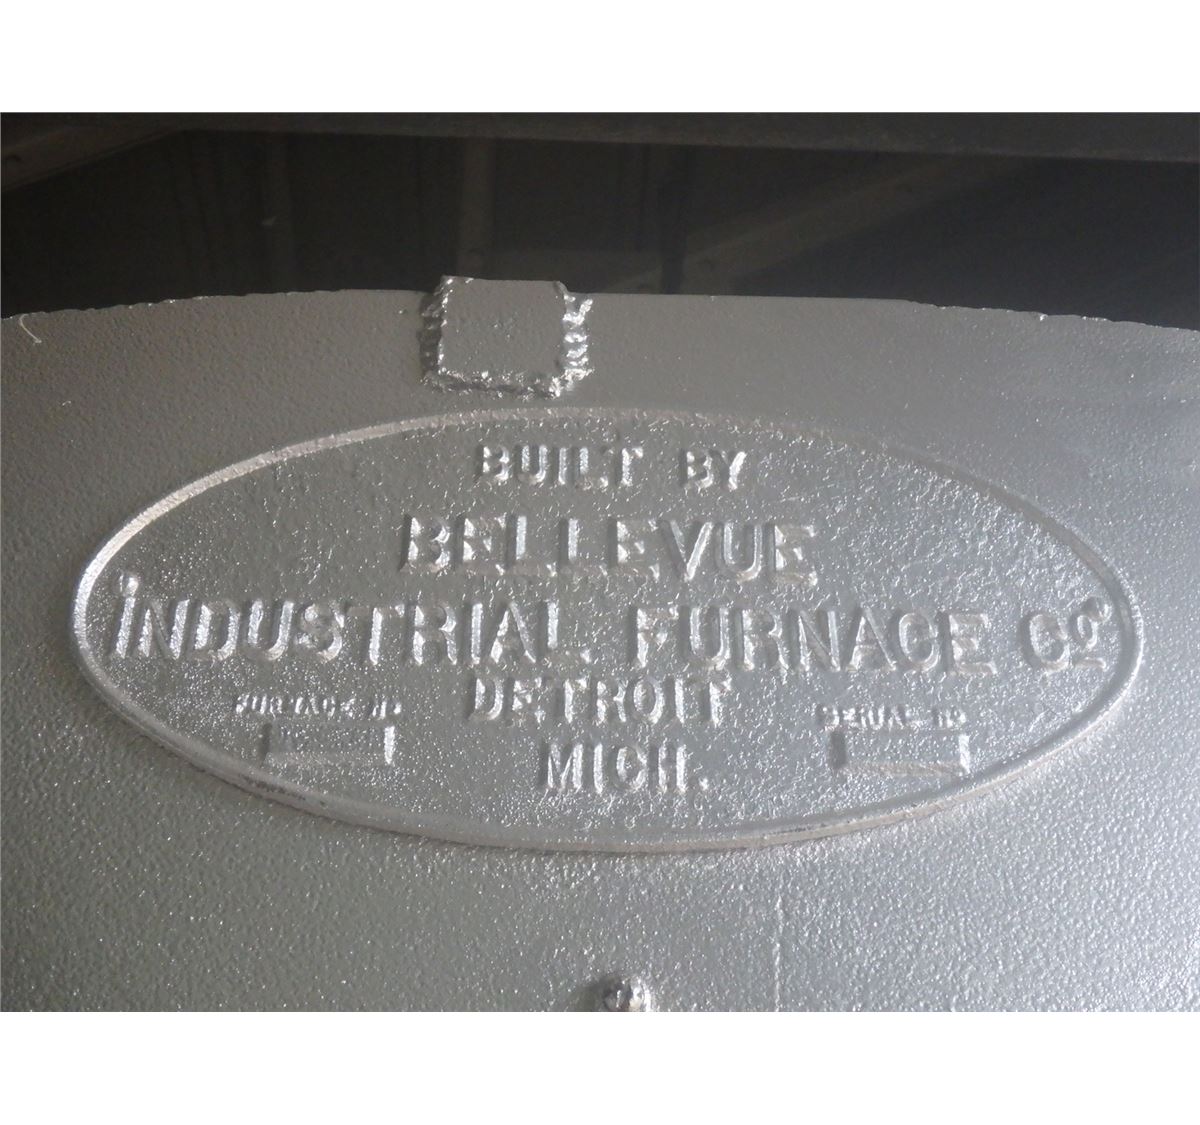 BUILT BY
BELLEVUE
INDUSTRIAL FURNACE Co.
DETROIT
MICH.
FURNACE NO
SERIAL NO